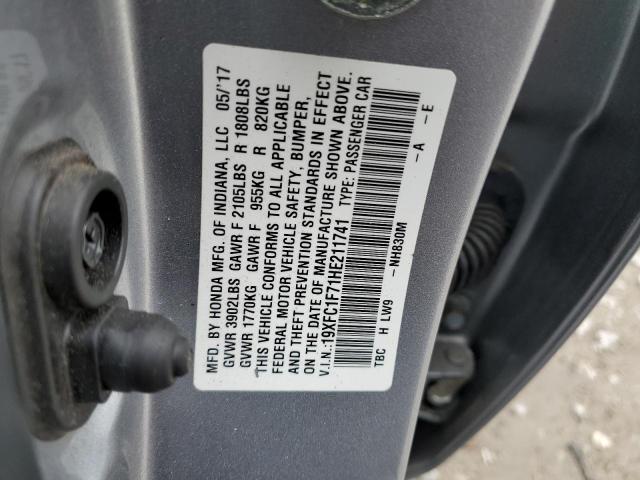 MFD. BY HONDA MFG. OF INDIANA, LLC 05/'17
GVWR 3902LBS GAWR F 2105LBS R 1808LBS
GVWR 1770KG GAWR F 955KG R 820KG
THIS VEHICLE CONFORMS TO ALL APPLICABLE
FEDERAL MOTOR VEHICLE SAFETY, BUMPER,
AND THEFT PREVENTION STANDARDS IN EFFECT
ON THE DATE OF MANUFACTURE SHOWN ABOVE.
V.I.N.:19XFC1F71HE211741 TYPE: PASSENGER CAR
TBC H LW9 -NH830M -A -E